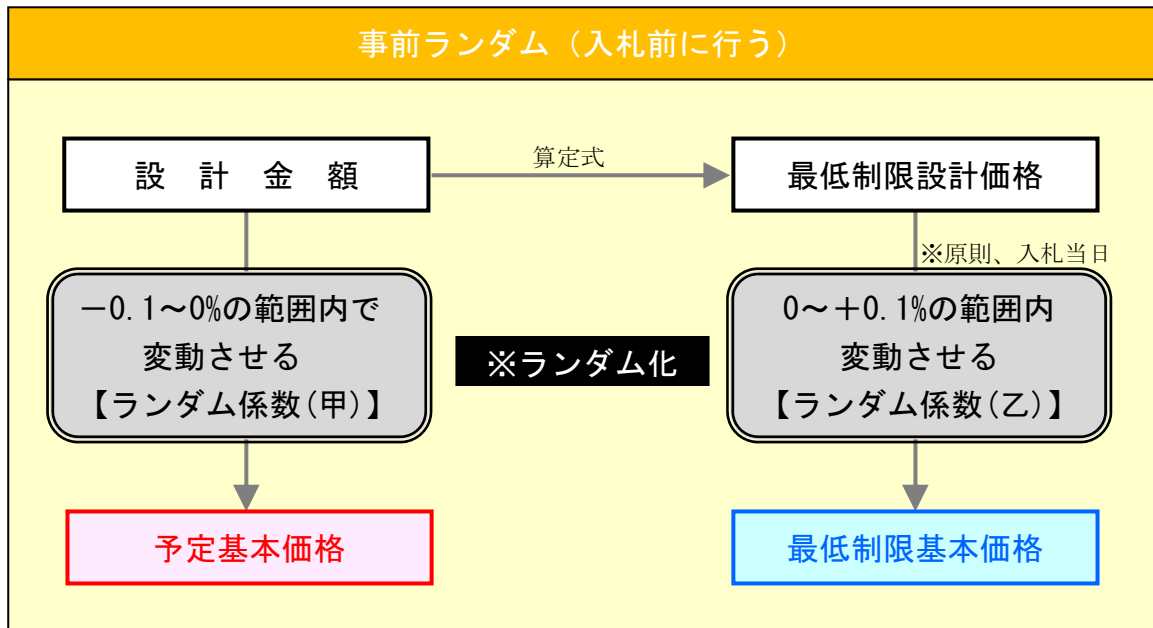 事前ランダム（入札前に行う）
設　計　金　額
算定式
最低制限設計価格
※原則、入札当日
－0.1～0%の範囲内で
変動させる
【ランダム係数(甲)】
※ランダム化
0～＋0.1%の範囲内
変動させる
【ランダム係数(乙)】
予定基本価格
最低制限基本価格